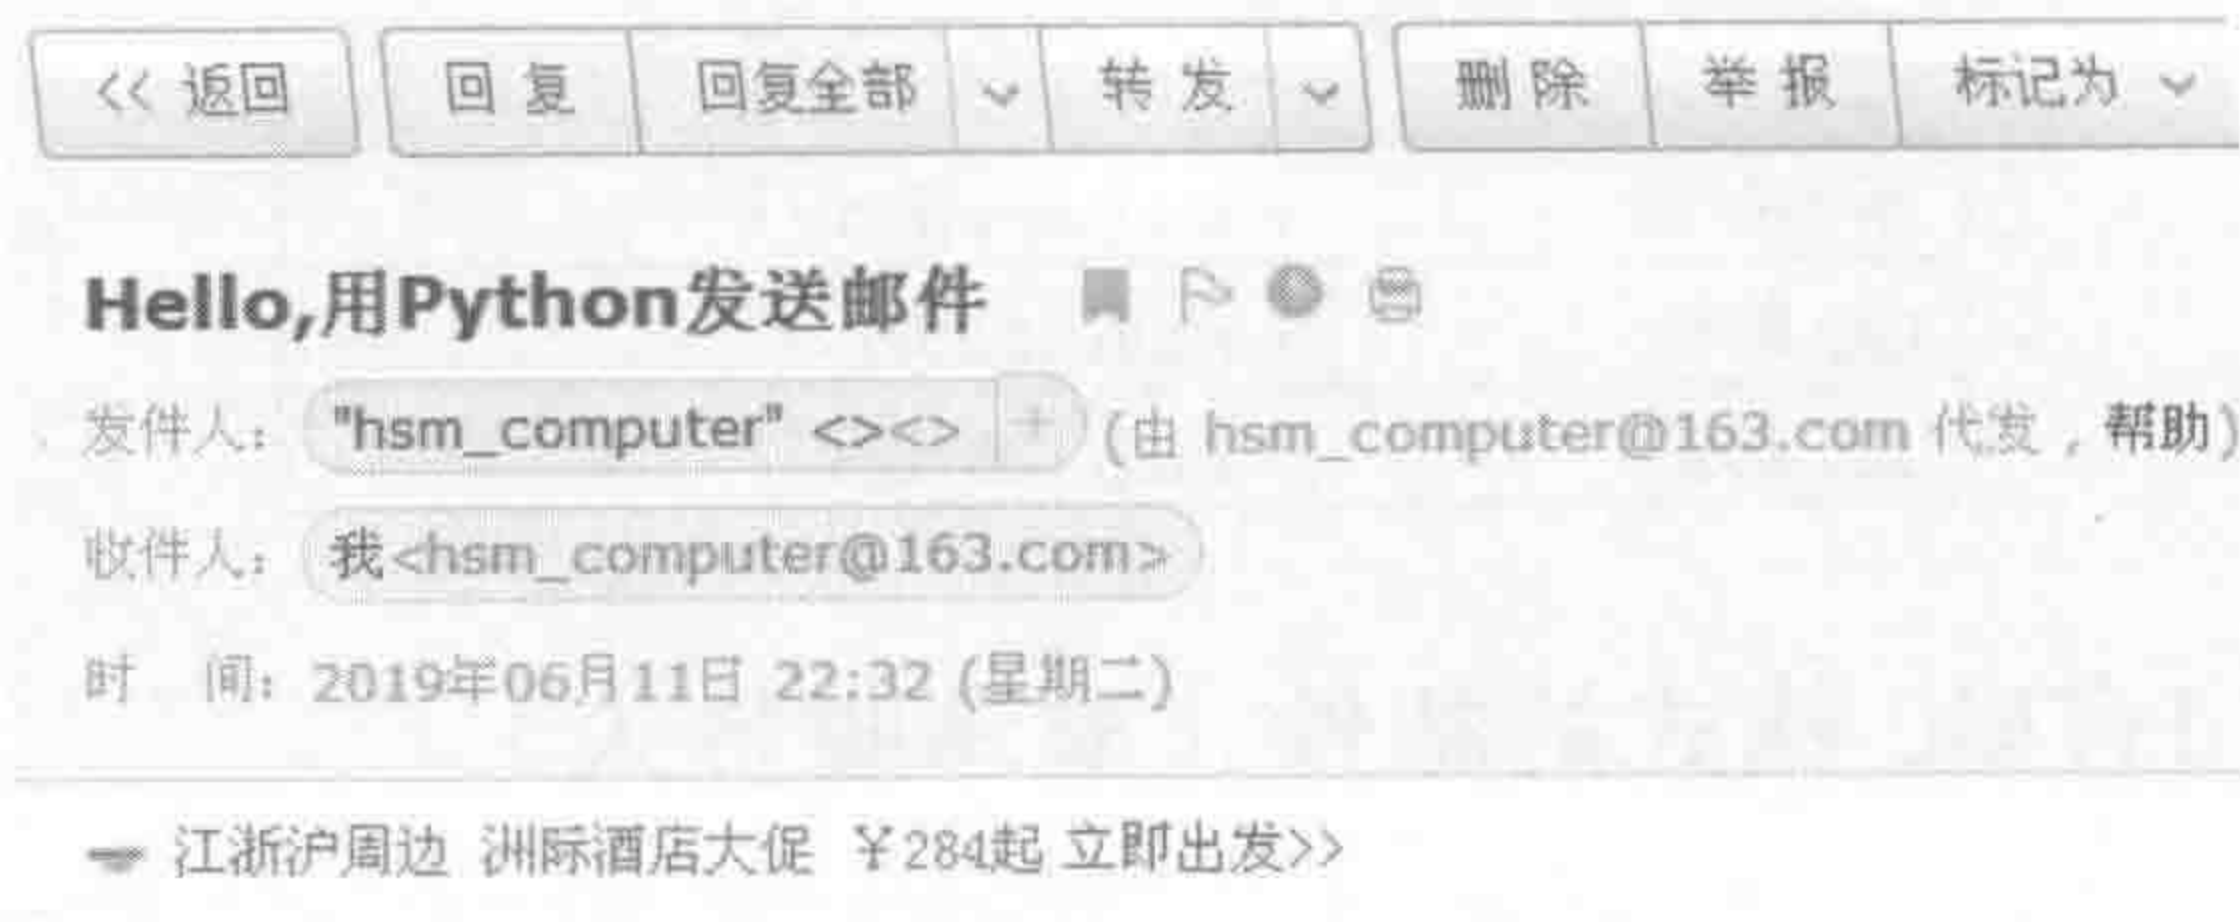 << 返回 回 复 回复全部 转 发 删 除 举 报 标记为
Hello,用Python发送邮件
发件人： "hsm_computer" <><> + (由 hsm_computer@163.com 代发，帮助)
收件人： 我<hsm_computer@163.com>
时 间： 2019年06月11日 22:32 (星期二)
江浙沪周边 洲际酒店大促 ￥284起 立即出发>>